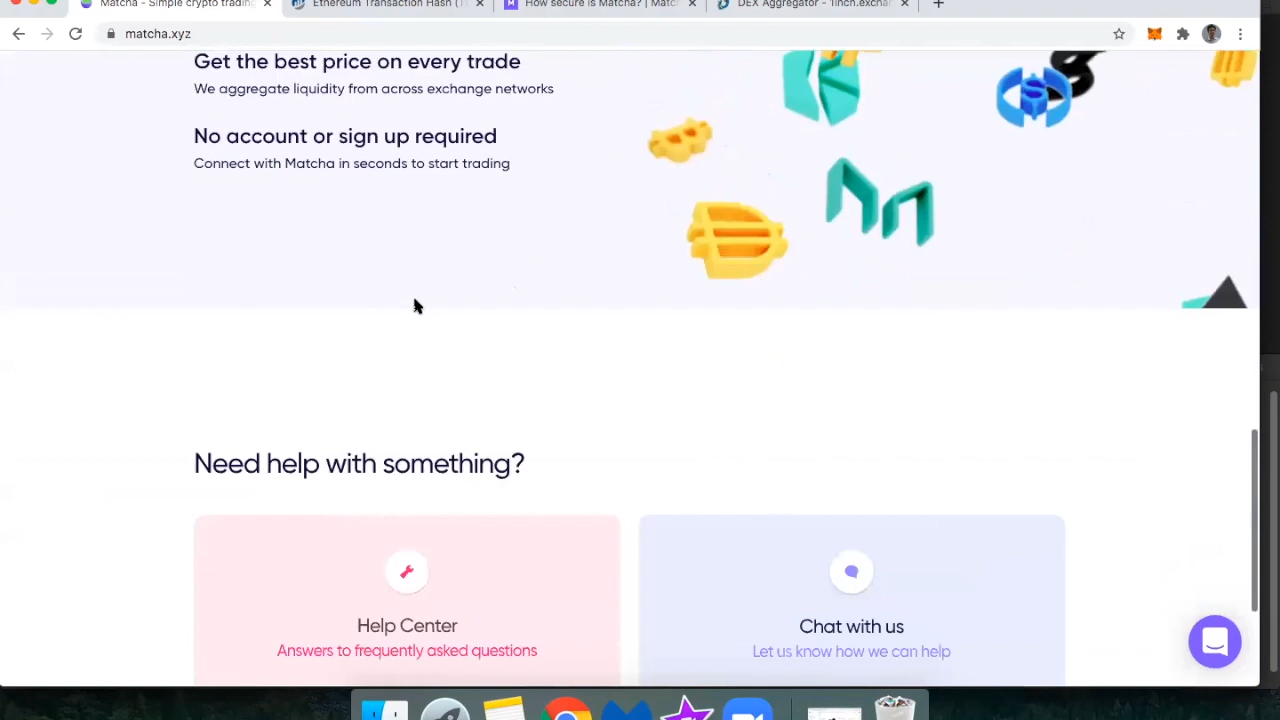 Matcha - Simple crypto trading
Ethereum Transaction Hash (T
How secure is Matcha? | Matc
DEX Aggregator - 1inch.exchan
matcha.xyz
Get the best price on every trade
We aggregate liquidity from across exchange networks
No account or sign up required
Connect with Matcha in seconds to start trading
Need help with something?
Help Center
Answers to frequently asked questions
Chat with us
Let us know how we can help